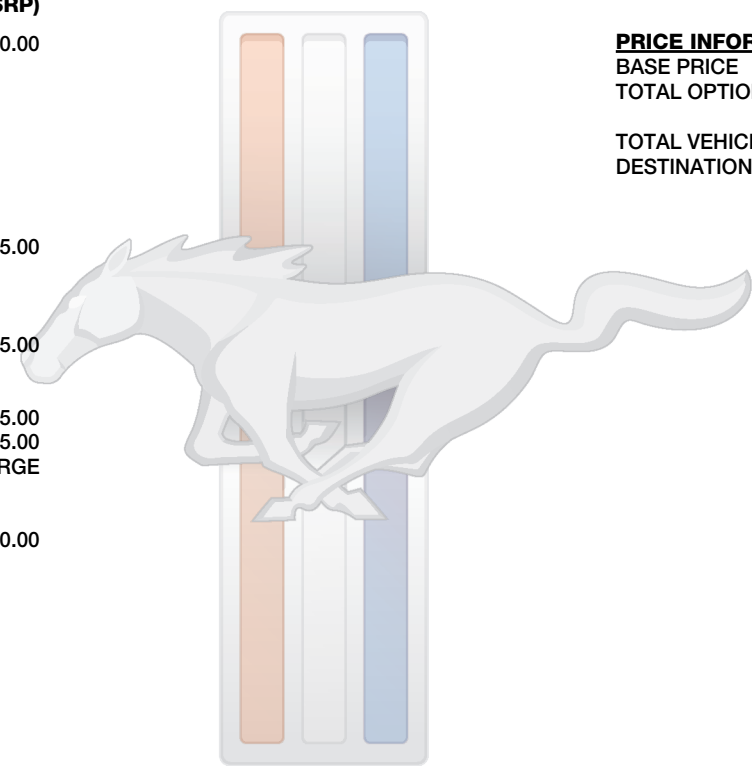 SRP)
0.00
5.00
5.00
5.00
5.00
RGE
0.00
PRICE INFOR
BASE PRICE
TOTAL OPTIO
TOTAL VEHIC
DESTINATION